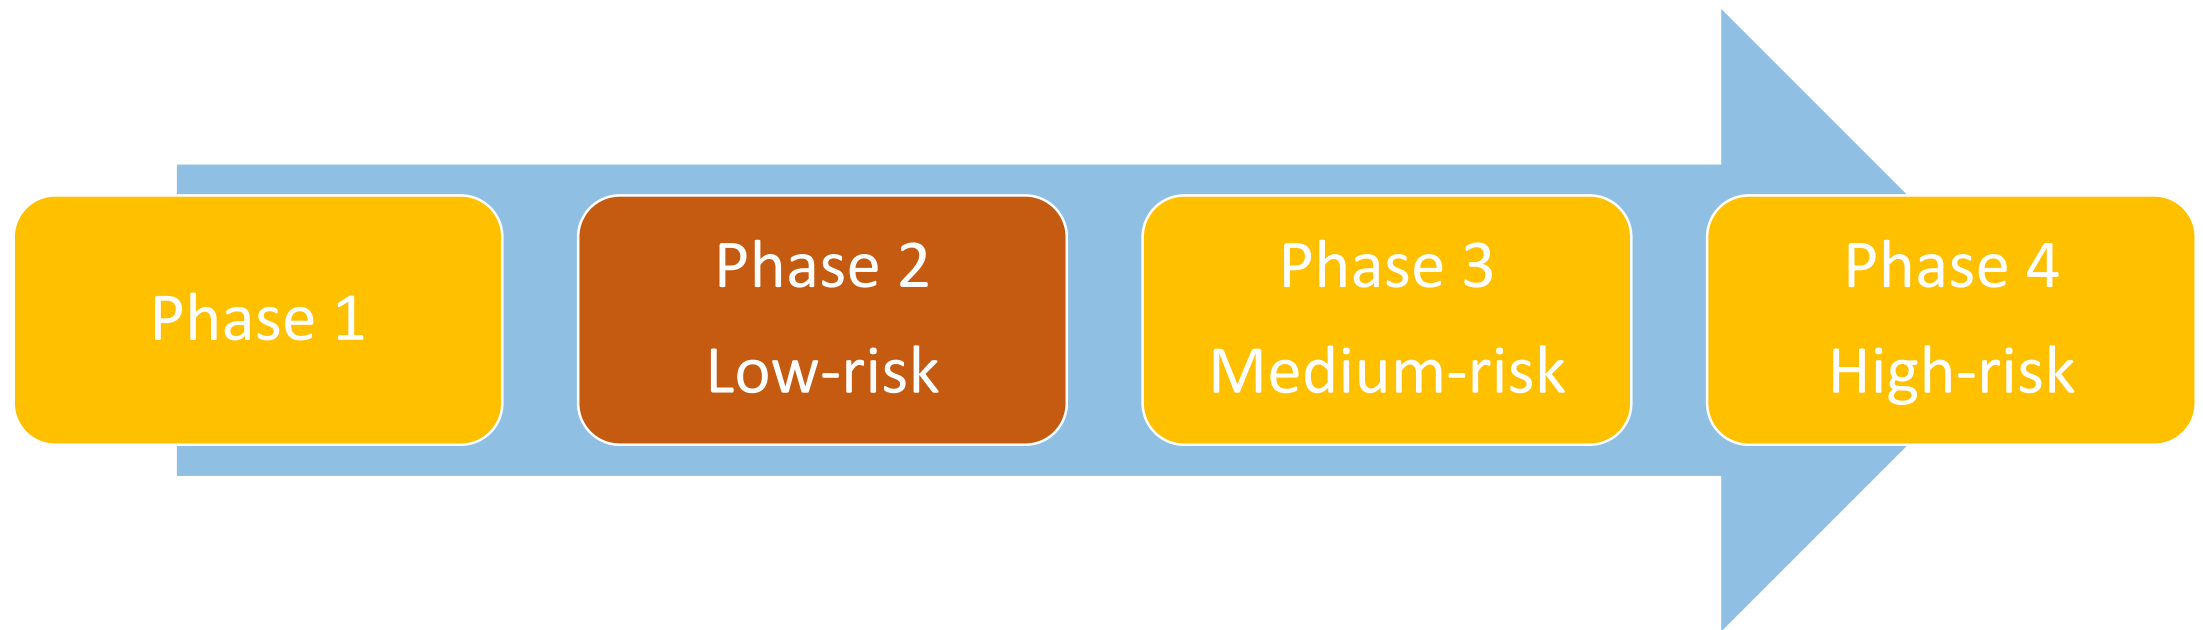 Phase 1
Phase 2
Low-risk
Phase 3
Medium-risk
Phase 4
High-risk